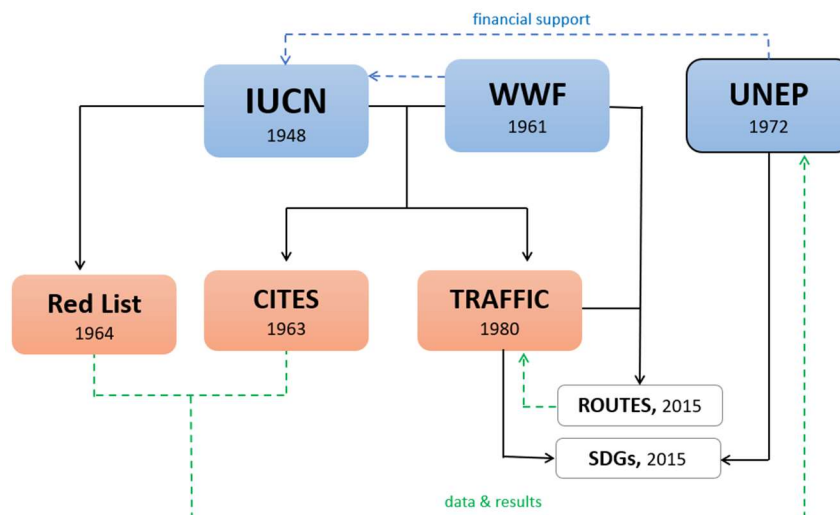 financial support
IUCN
1948
WWF
1961
UNEP
1972
Red List
1964
CITES
1963
TRAFFIC
1980
ROUTES, 2015
SDGs, 2015
data & results